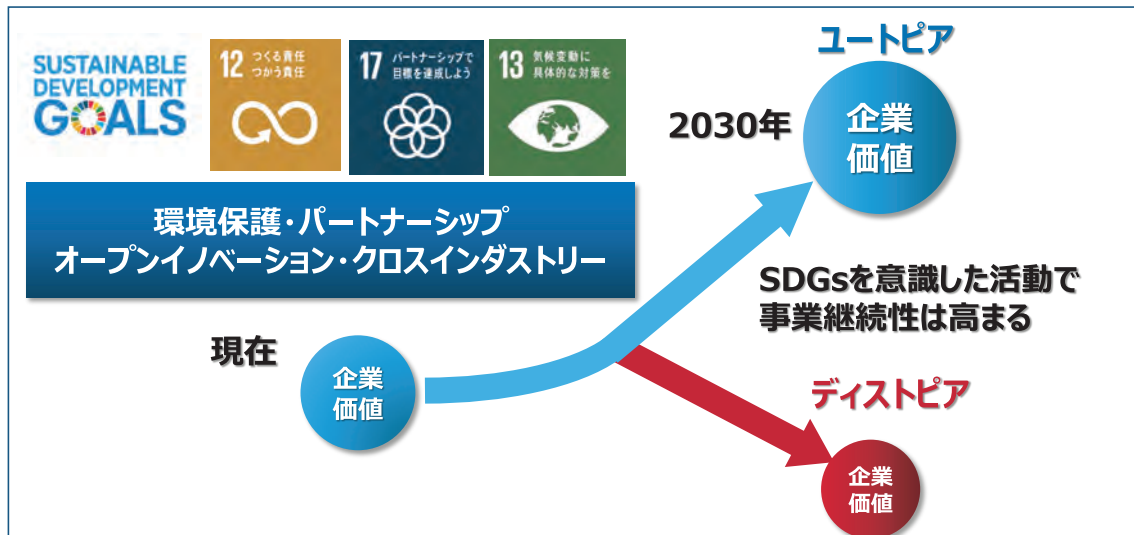 SUSTAINABLE
DEVELOPMENT
GOALS
12 つくる責任
つかう責任
17 パートナーシップで
目標を達成しよう
13 気候変動に
具体的な対策を
環境保護・パートナーシップ
オープンイノベーション・クロスインダストリー
ユートピア
2030年
企業
価値
SDGsを意識した活動で
事業継続性は高まる
現在
企業
価値
ディストピア
企業
価値